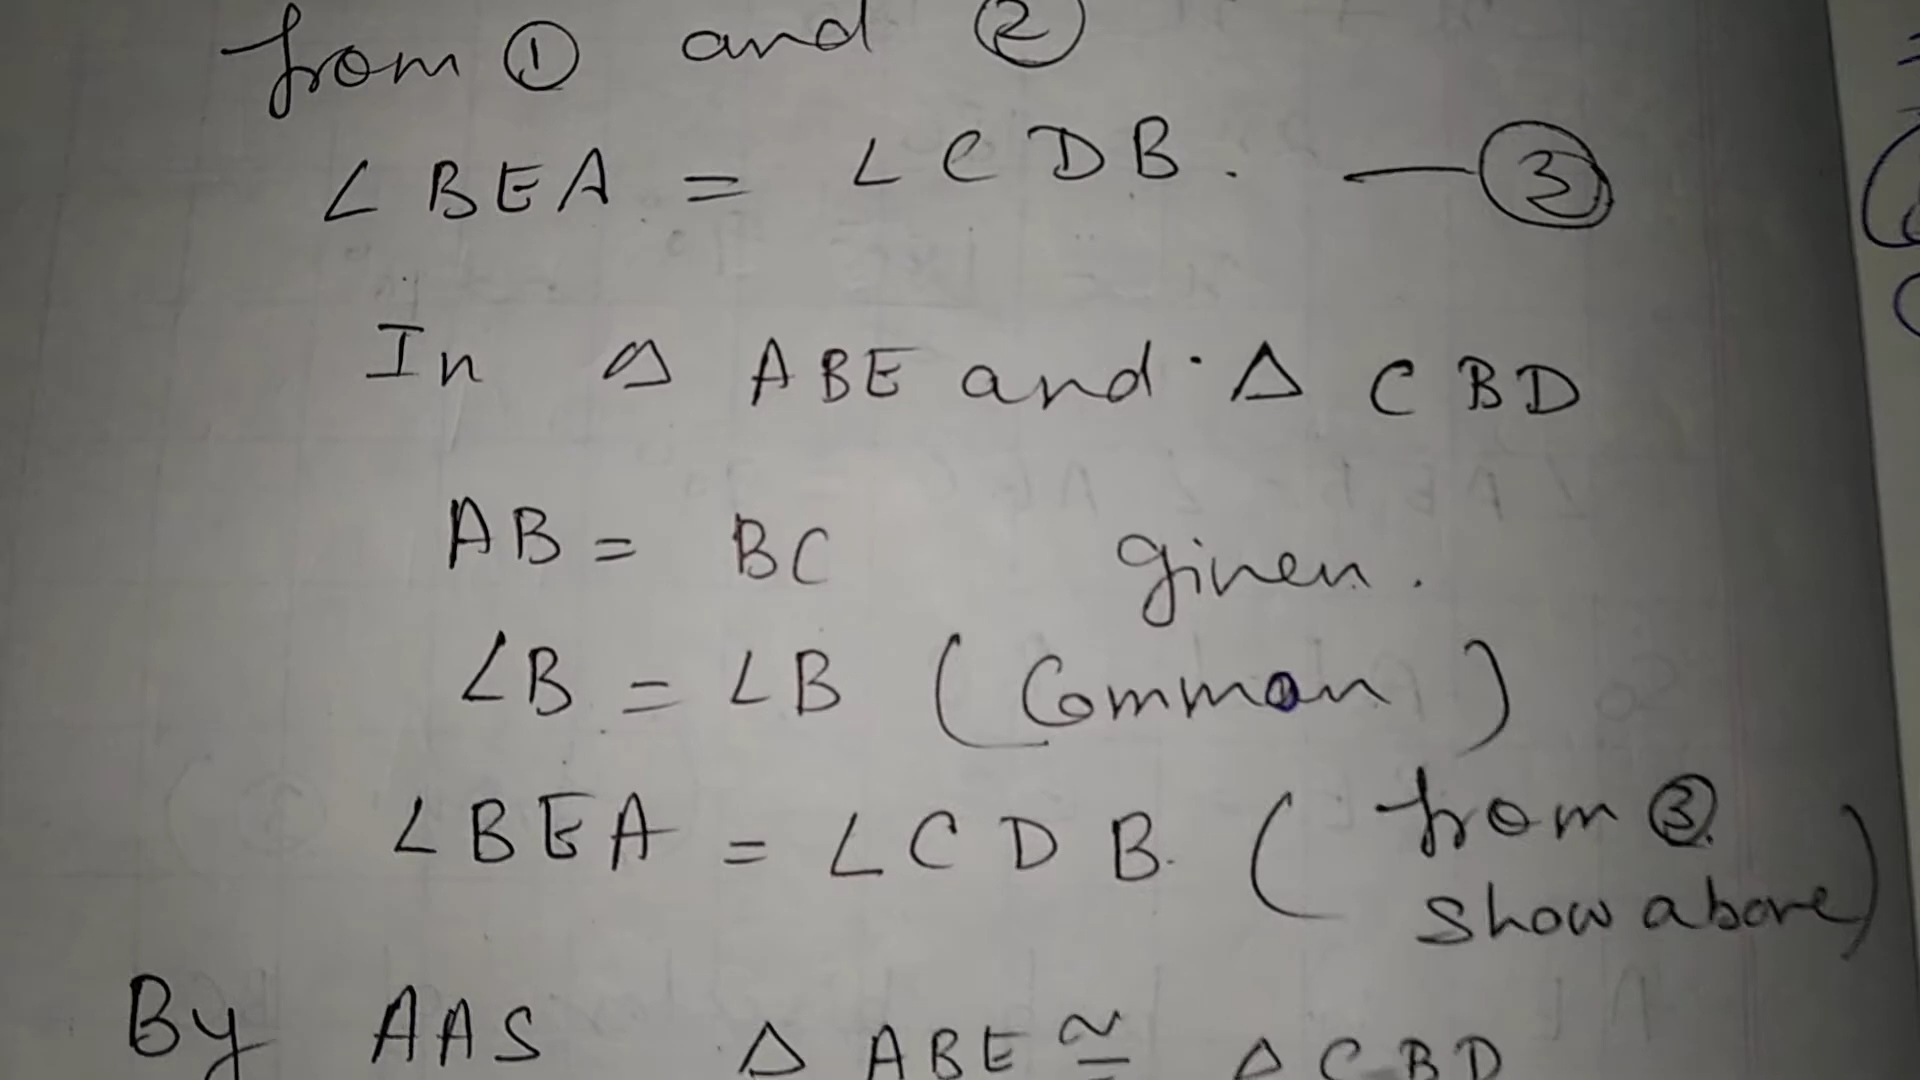 from ① and ②
∠ BEA = ∠ CDB. — ③
In △ ABE and △ CBD
AB = BC given.
∠B = ∠B (Common)
∠BEA = ∠CDB. (from ③.
show above)
By AAS △ ABE ≅ △ CBD